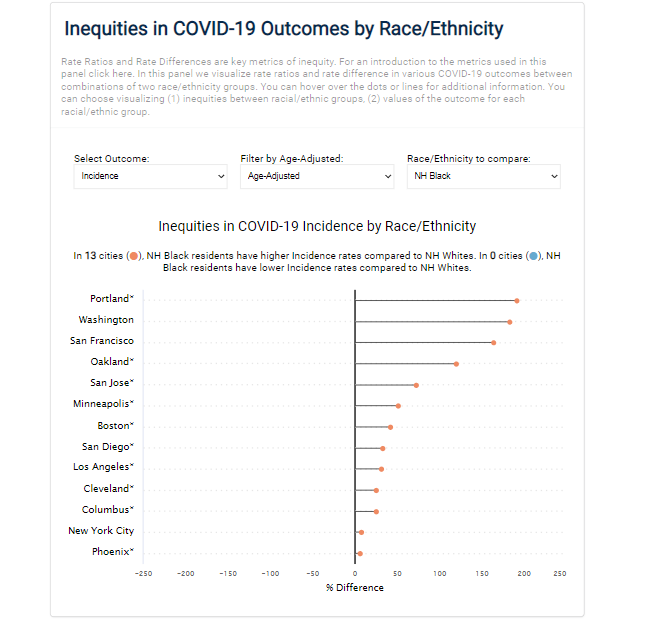 Inequities in COVID-19 Outcomes by Race/Ethnicity
Rate Ratios and Rate Differences are key metrics of inequity. For an introduction to the metrics used in this
panel click here. In this panel we visualize rate ratios and rate difference in various COVID-19 outcomes between
combinations of two race/ethnicity groups. You can hover over the dots or lines for additional information. You
can choose visualizing (1) inequities between racial/ethnic groups, (2) values of the outcome for each
racial/ethnic group.
Select Outcome: Filter by Age-Adjusted: Race/Ethnicity to compare:
Incidence Age-Adjusted NH Black
Inequities in COVID-19 Incidence by Race/Ethnicity
In 13 cities (●), NH Black residents have higher Incidence rates compared to NH Whites. In 0 cities (●), NH
Black residents have lower Incidence rates compared to NH Whites.
Portland*
Washington
San Francisco
Oakland*
San Jose*
Minneapolis*
Boston*
San Diego*
Los Angeles*
Cleveland*
Columbus*
New York City
Phoenix*
-250 -200 -150 -100 -50 0 50 100 150 200 250
% Difference